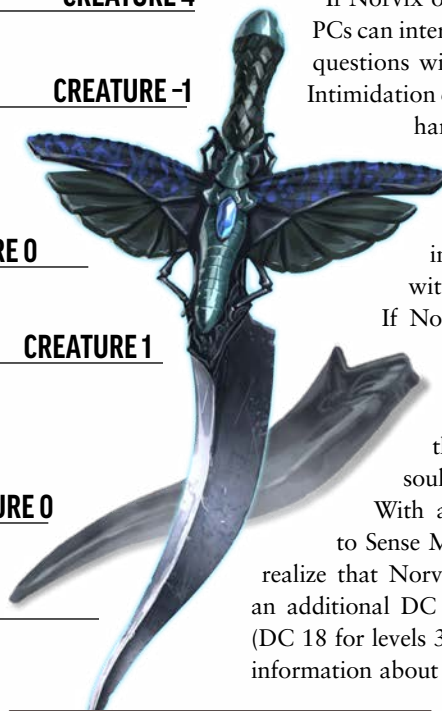 CREATURE 4
CREATURE –1
RE 0
CREATURE 1
URE 0
If Norvix o
PCs can inter
questions wi
Intimidation
har
in
wit
If No
th
soul
With a
to Sense M
realize that Norv
an additional DC
(DC 18 for levels 3
information about